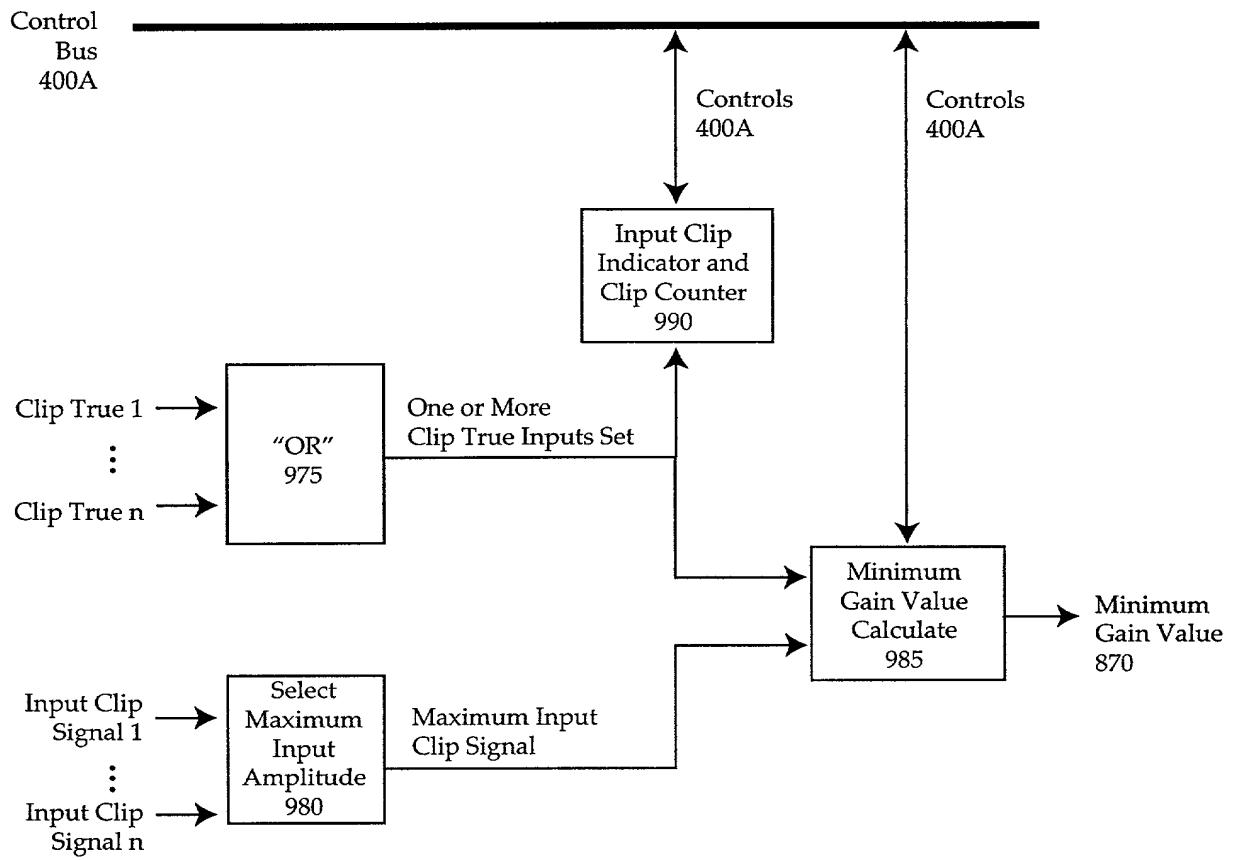 Control
Bus
400A
Controls
400A
Controls
400A
Input Clip
Indicator and
Clip Counter
990
Clip True 1
Clip True n
"OR"
975
One or More
Clip True Inputs Set
Minimum
Gain Value
Calculate
985
Minimum
Gain Value
870
Input Clip
Signal 1
Input Clip
Signal n
Select
Maximum
Input
Amplitude
980
Maximum Input
Clip Signal